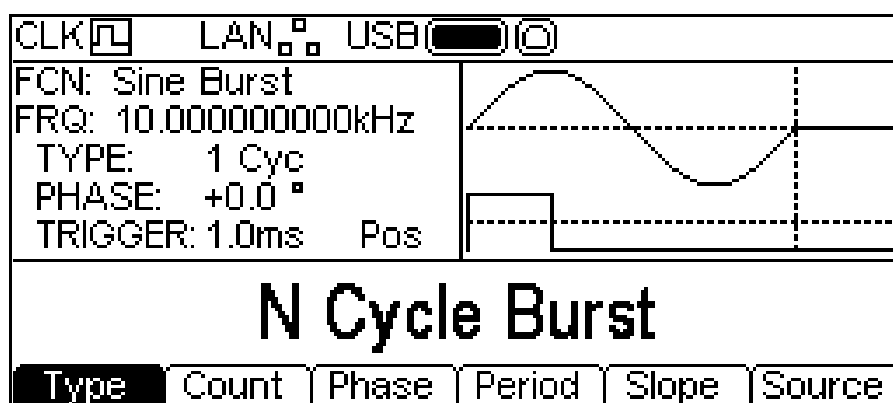 CLK LAN USB
FCN: Sine Burst
FRQ: 10.000000000kHz
TYPE: 1 Cyc
PHASE: +0.0 °
TRIGGER: 1.0ms Pos
N Cycle Burst
Type Count Phase Period Slope Source